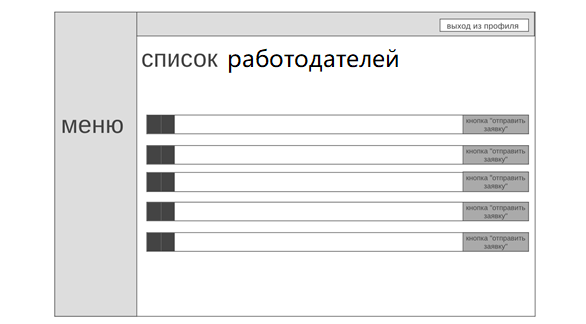 выход из профиля
список работодателей
меню
кнопка "отправить
заявку"
кнопка "отправить
заявку"
кнопка "отправить
заявку"
кнопка "отправить
заявку"
кнопка "отправить
заявку"